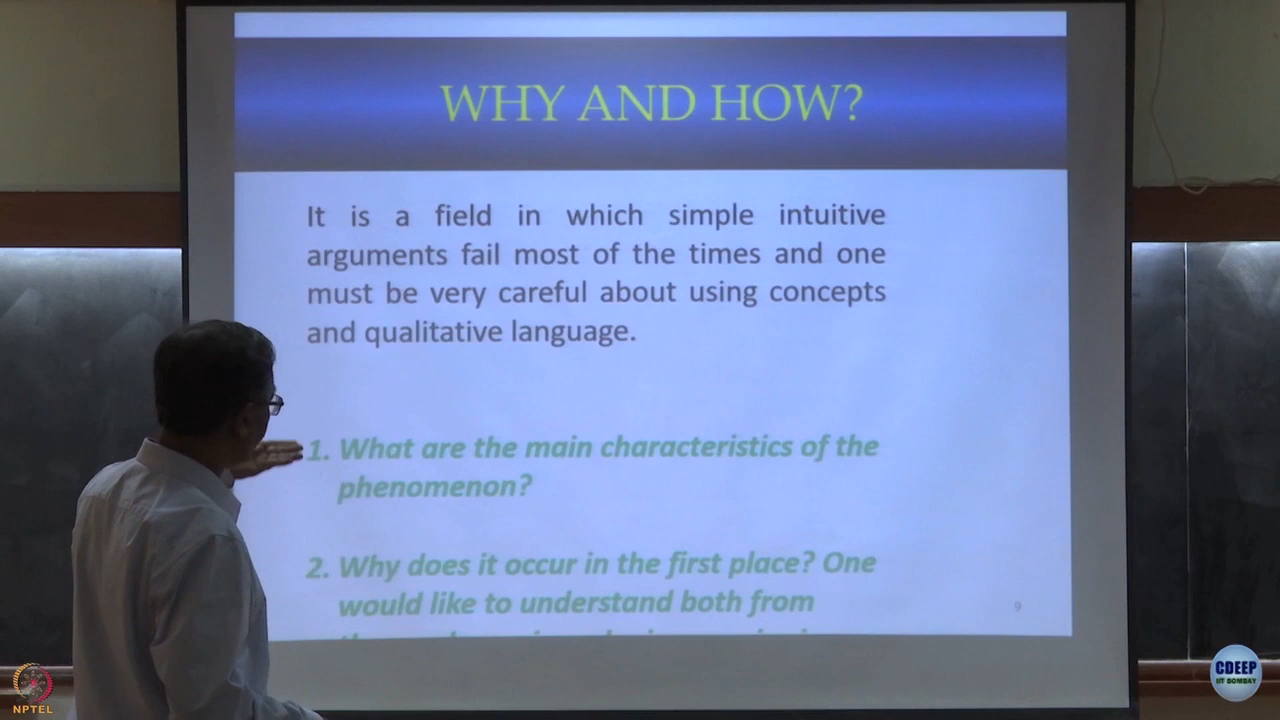 WHY AND HOW?
It is a field in which simple intuitive
arguments fail most of the times and one
must be very careful about using concepts
and qualitative language.
1. What are the main characteristics of the
phenomenon?
2. Why does it occur in the first place? One
would like to understand both from
9
NPTEL
CDEEP
IIT BOMBAY